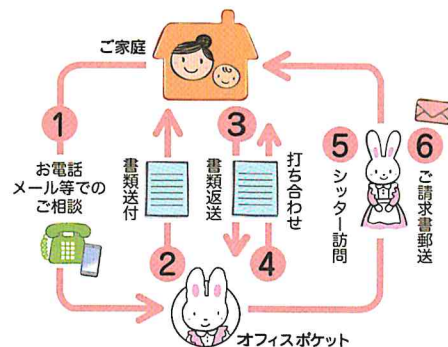 ご家庭
1
お電話
メール等での
ご相談
書類送付
2
3
書類返送
打ち合わせ
4
5
シッター訪問
6
ご請求書郵送
オフィスポケット